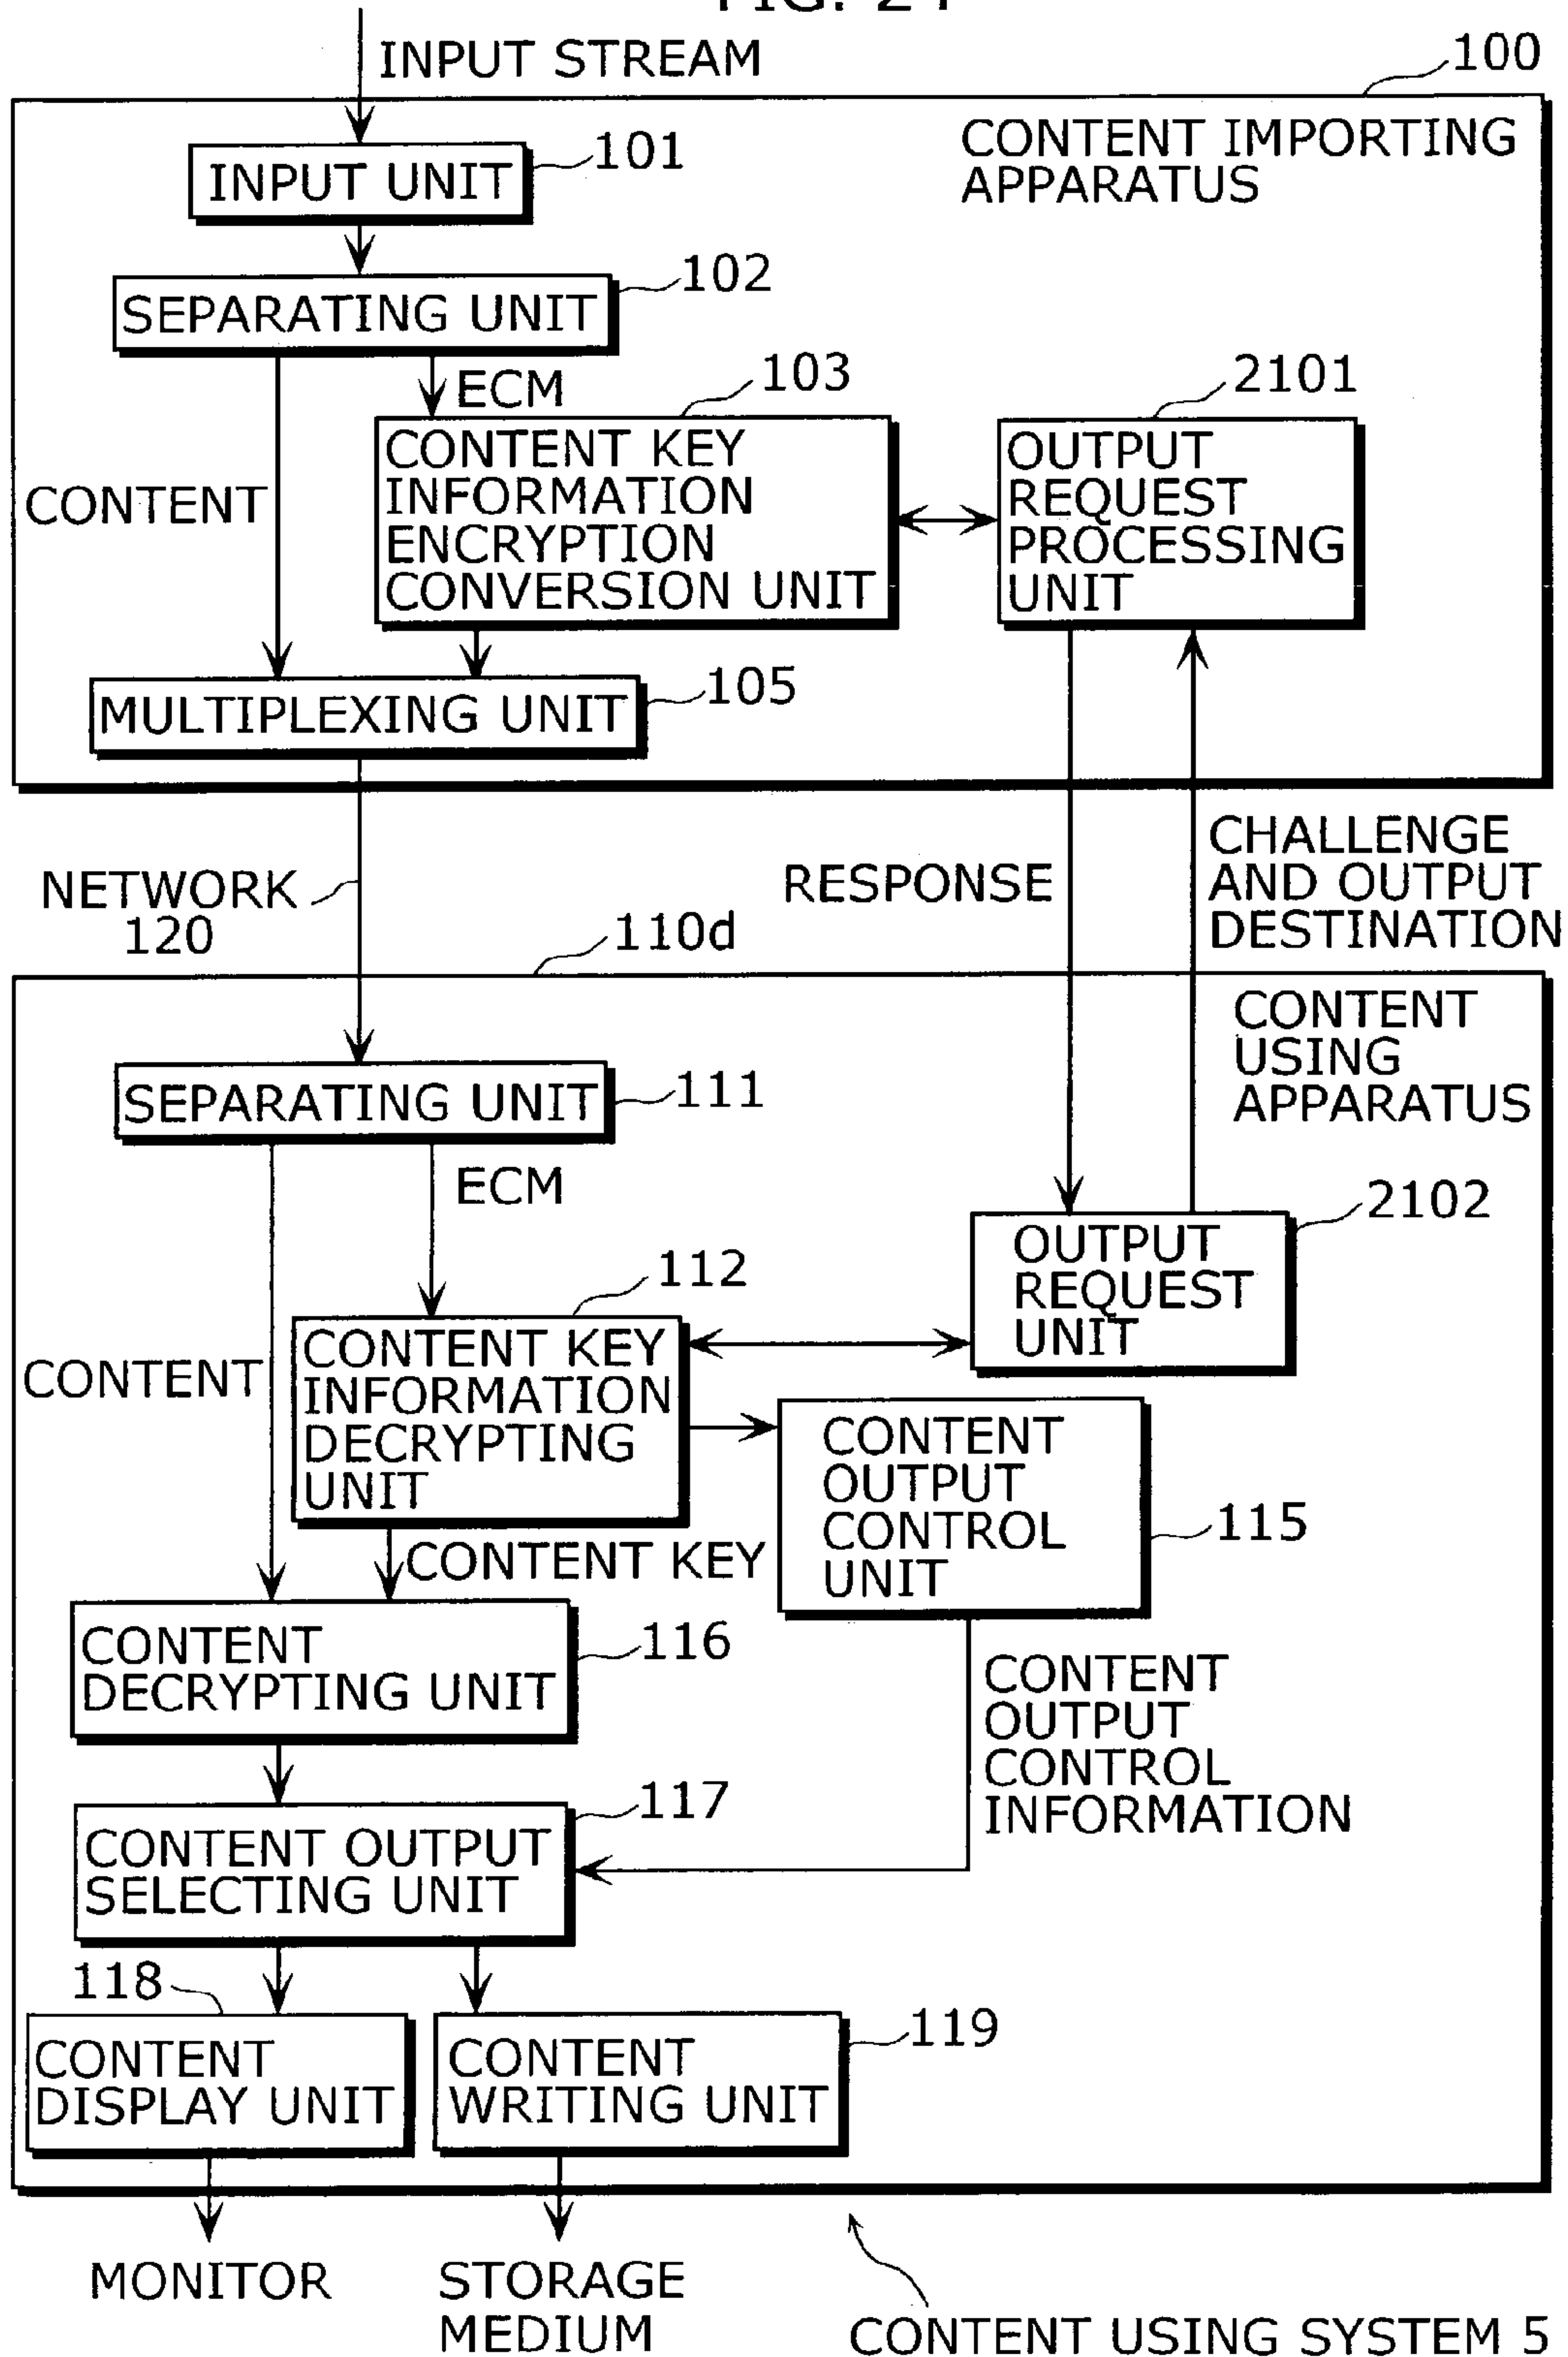 INPUT STREAM
100
CONTENT IMPORTING
APPARATUS
101
INPUT UNIT
102
SEPARATING UNIT
ECM
103
2101
CONTENT
CONTENT KEY
INFORMATION
ENCRYPTION
CONVERSION UNIT
OUTPUT
REQUEST
PROCESSING
UNIT
105
MULTIPLEXING UNIT
NETWORK
120
RESPONSE
CHALLENGE
AND OUTPUT
DESTINATION
110d
CONTENT
USING
APPARATUS
SEPARATING UNIT
111
ECM
2102
OUTPUT
REQUEST
UNIT
112
CONTENT
CONTENT KEY
INFORMATION
DECRYPTING
UNIT
CONTENT
OUTPUT
CONTROL
UNIT
115
CONTENT KEY
CONTENT
DECRYPTING UNIT
116
CONTENT
OUTPUT
CONTROL
INFORMATION
117
CONTENT OUTPUT
SELECTING UNIT
118
CONTENT
DISPLAY UNIT
119
CONTENT
WRITING UNIT
MONITOR
STORAGE
MEDIUM
CONTENT USING SYSTEM 5